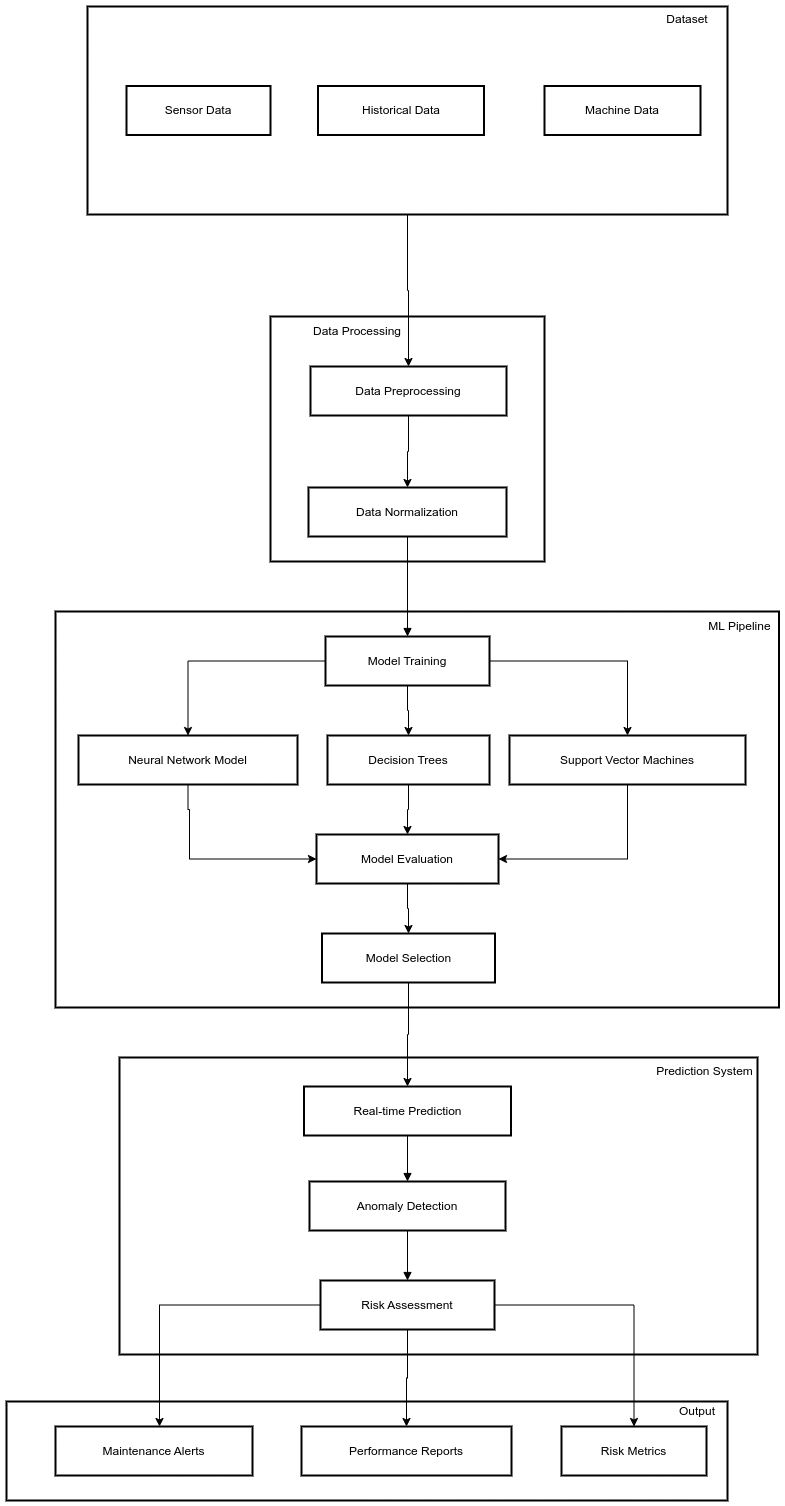 Dataset
Sensor Data
Historical Data
Machine Data
Data Processing
Data Preprocessing
Data Normalization
ML Pipeline
Model Training
Neural Network Model
Decision Trees
Support Vector Machines
Model Evaluation
Model Selection
Prediction System
Real-time Prediction
Anomaly Detection
Risk Assessment
Output
Maintenance Alerts
Performance Reports
Risk Metrics